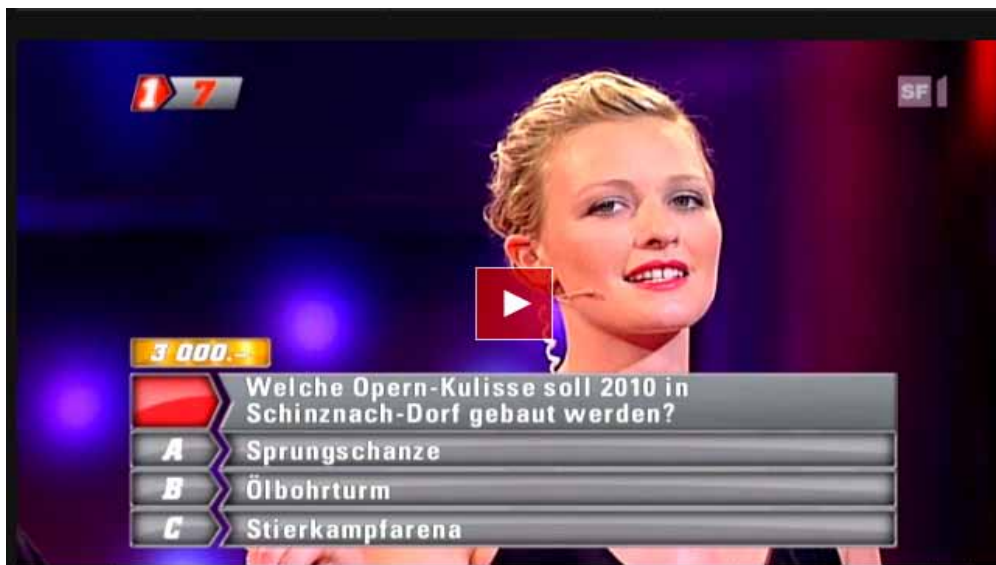 1 7
SF 1
3 000.–
Welche Opern-Kulisse soll 2010 in
Schinznach-Dorf gebaut werden?
A Sprungschanze
B Ölbohrturm
C Stierkampfarena